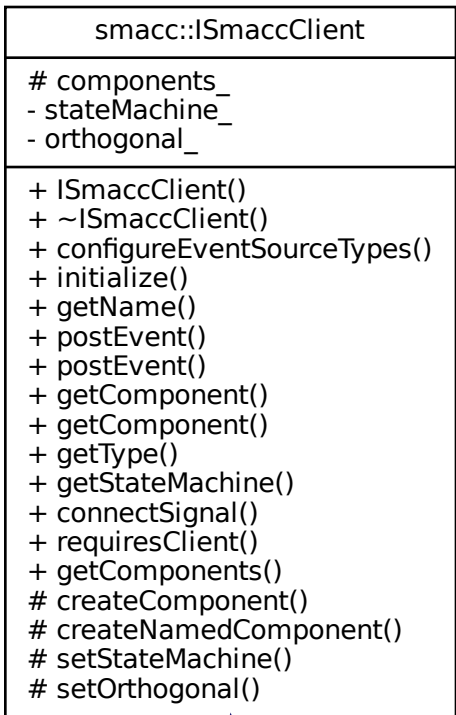 smacc::ISmaccClient
# components_
- stateMachine_
- orthogonal_
+ ISmaccClient()
+ ~ISmaccClient()
+ configureEventSourceTypes()
+ initialize()
+ getName()
+ postEvent()
+ postEvent()
+ getComponent()
+ getComponent()
+ getType()
+ getStateMachine()
+ connectSignal()
+ requiresClient()
+ getComponents()
# createComponent()
# createNamedComponent()
# setStateMachine()
# setOrthogonal()